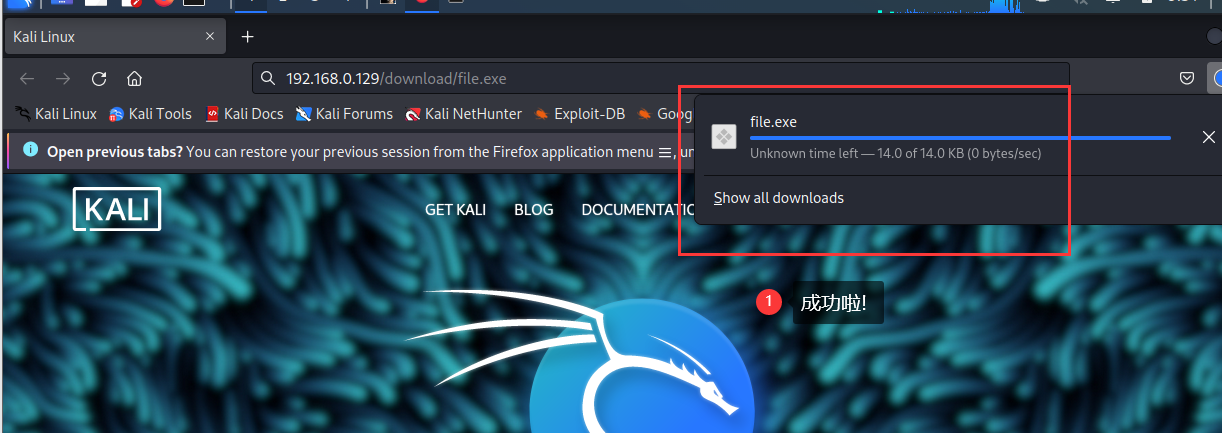 Kali Linux
192.168.0.129/download/file.exe
Kali Linux Kali Tools Kali Docs Kali Forums Kali NetHunter Exploit-DB Goog
file.exe
Unknown time left — 14.0 of 14.0 KB (0 bytes/sec)
Open previous tabs? You can restore your previous session from the Firefox application menu ☰, un
Show all downloads
KALI
GET KALI BLOG DOCUMENTATIC
1 成功啦!